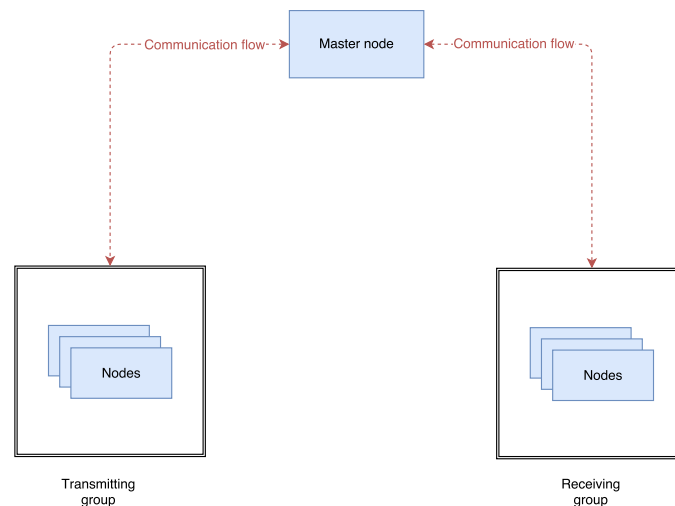 Communication flow
Master node
Communication flow
Nodes
Nodes
Transmitting
group
Receiving
group